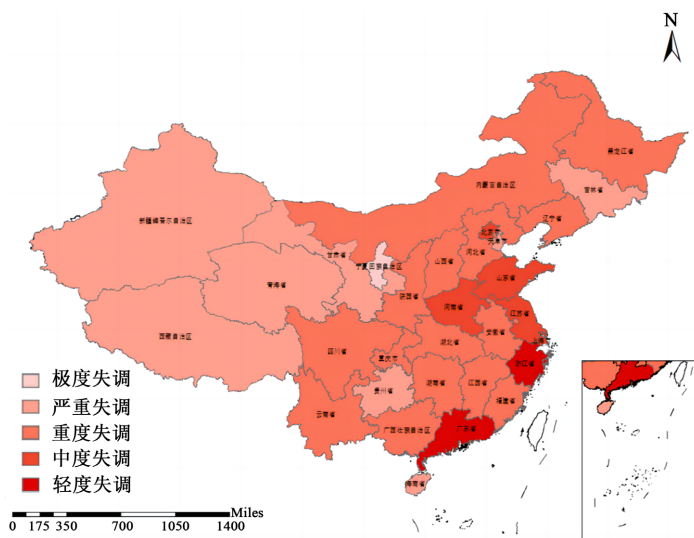 N
黑龙江省
内蒙古自治区
吉林省
新疆维吾尔自治区
辽宁省
北京市
天津市
甘肃省
河北省
宁夏回族自治区
山西省
山东省
青海省
陕西省
河南省
江苏省
西藏自治区
安徽省
上海市
湖北省
四川省
重庆市
浙江省
湖南省
江西省
贵州省
福建省
云南省
广西壮族自治区
广东省
海南省
极度失调
严重失调
重度失调
中度失调
轻度失调
Miles
0 175 350 700 1050 1400